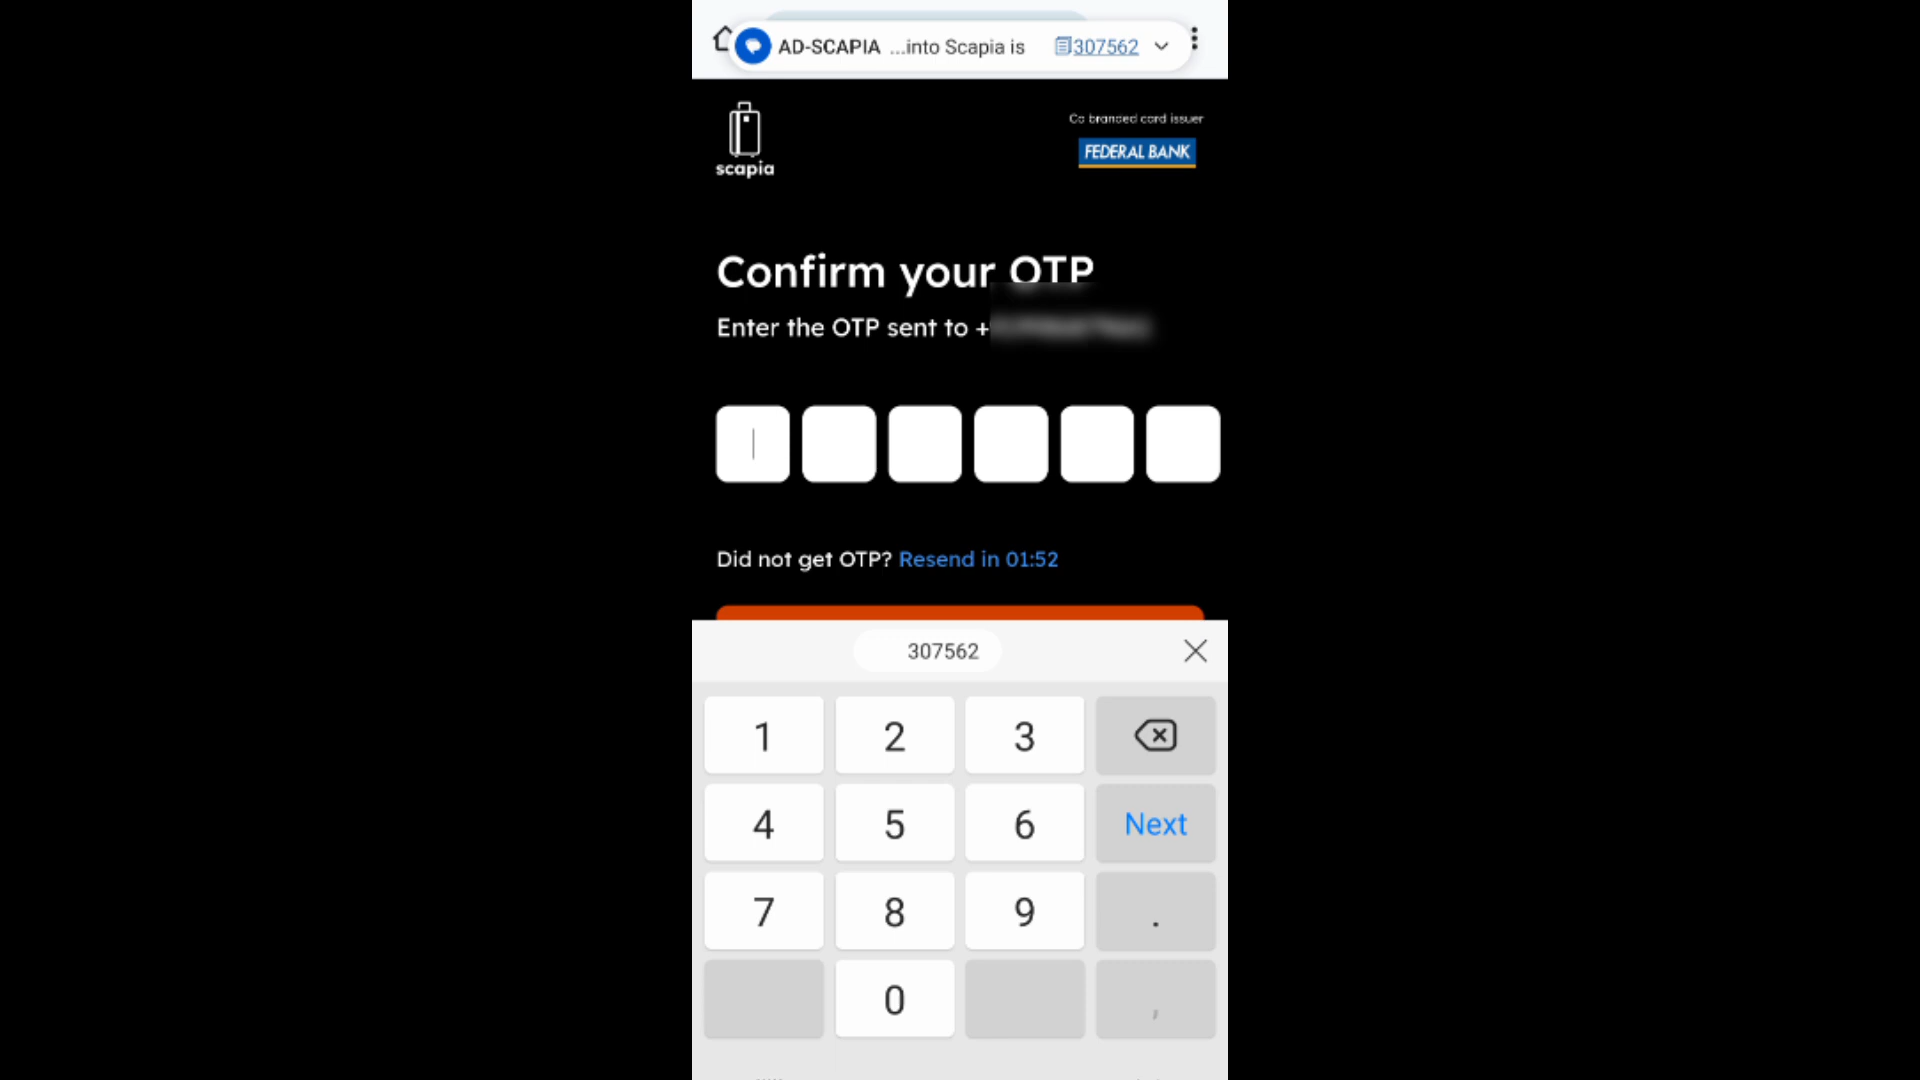 AD-SCAPIA ...into Scapia is 307562
scapia
Co branded card issuer
FEDERAL BANK
Confirm your OTP
Enter the OTP sent to +
Did not get OTP? Resend in 01:52
307562
1 2 3
4 5 6 Next
7 8 9 .
0 ,